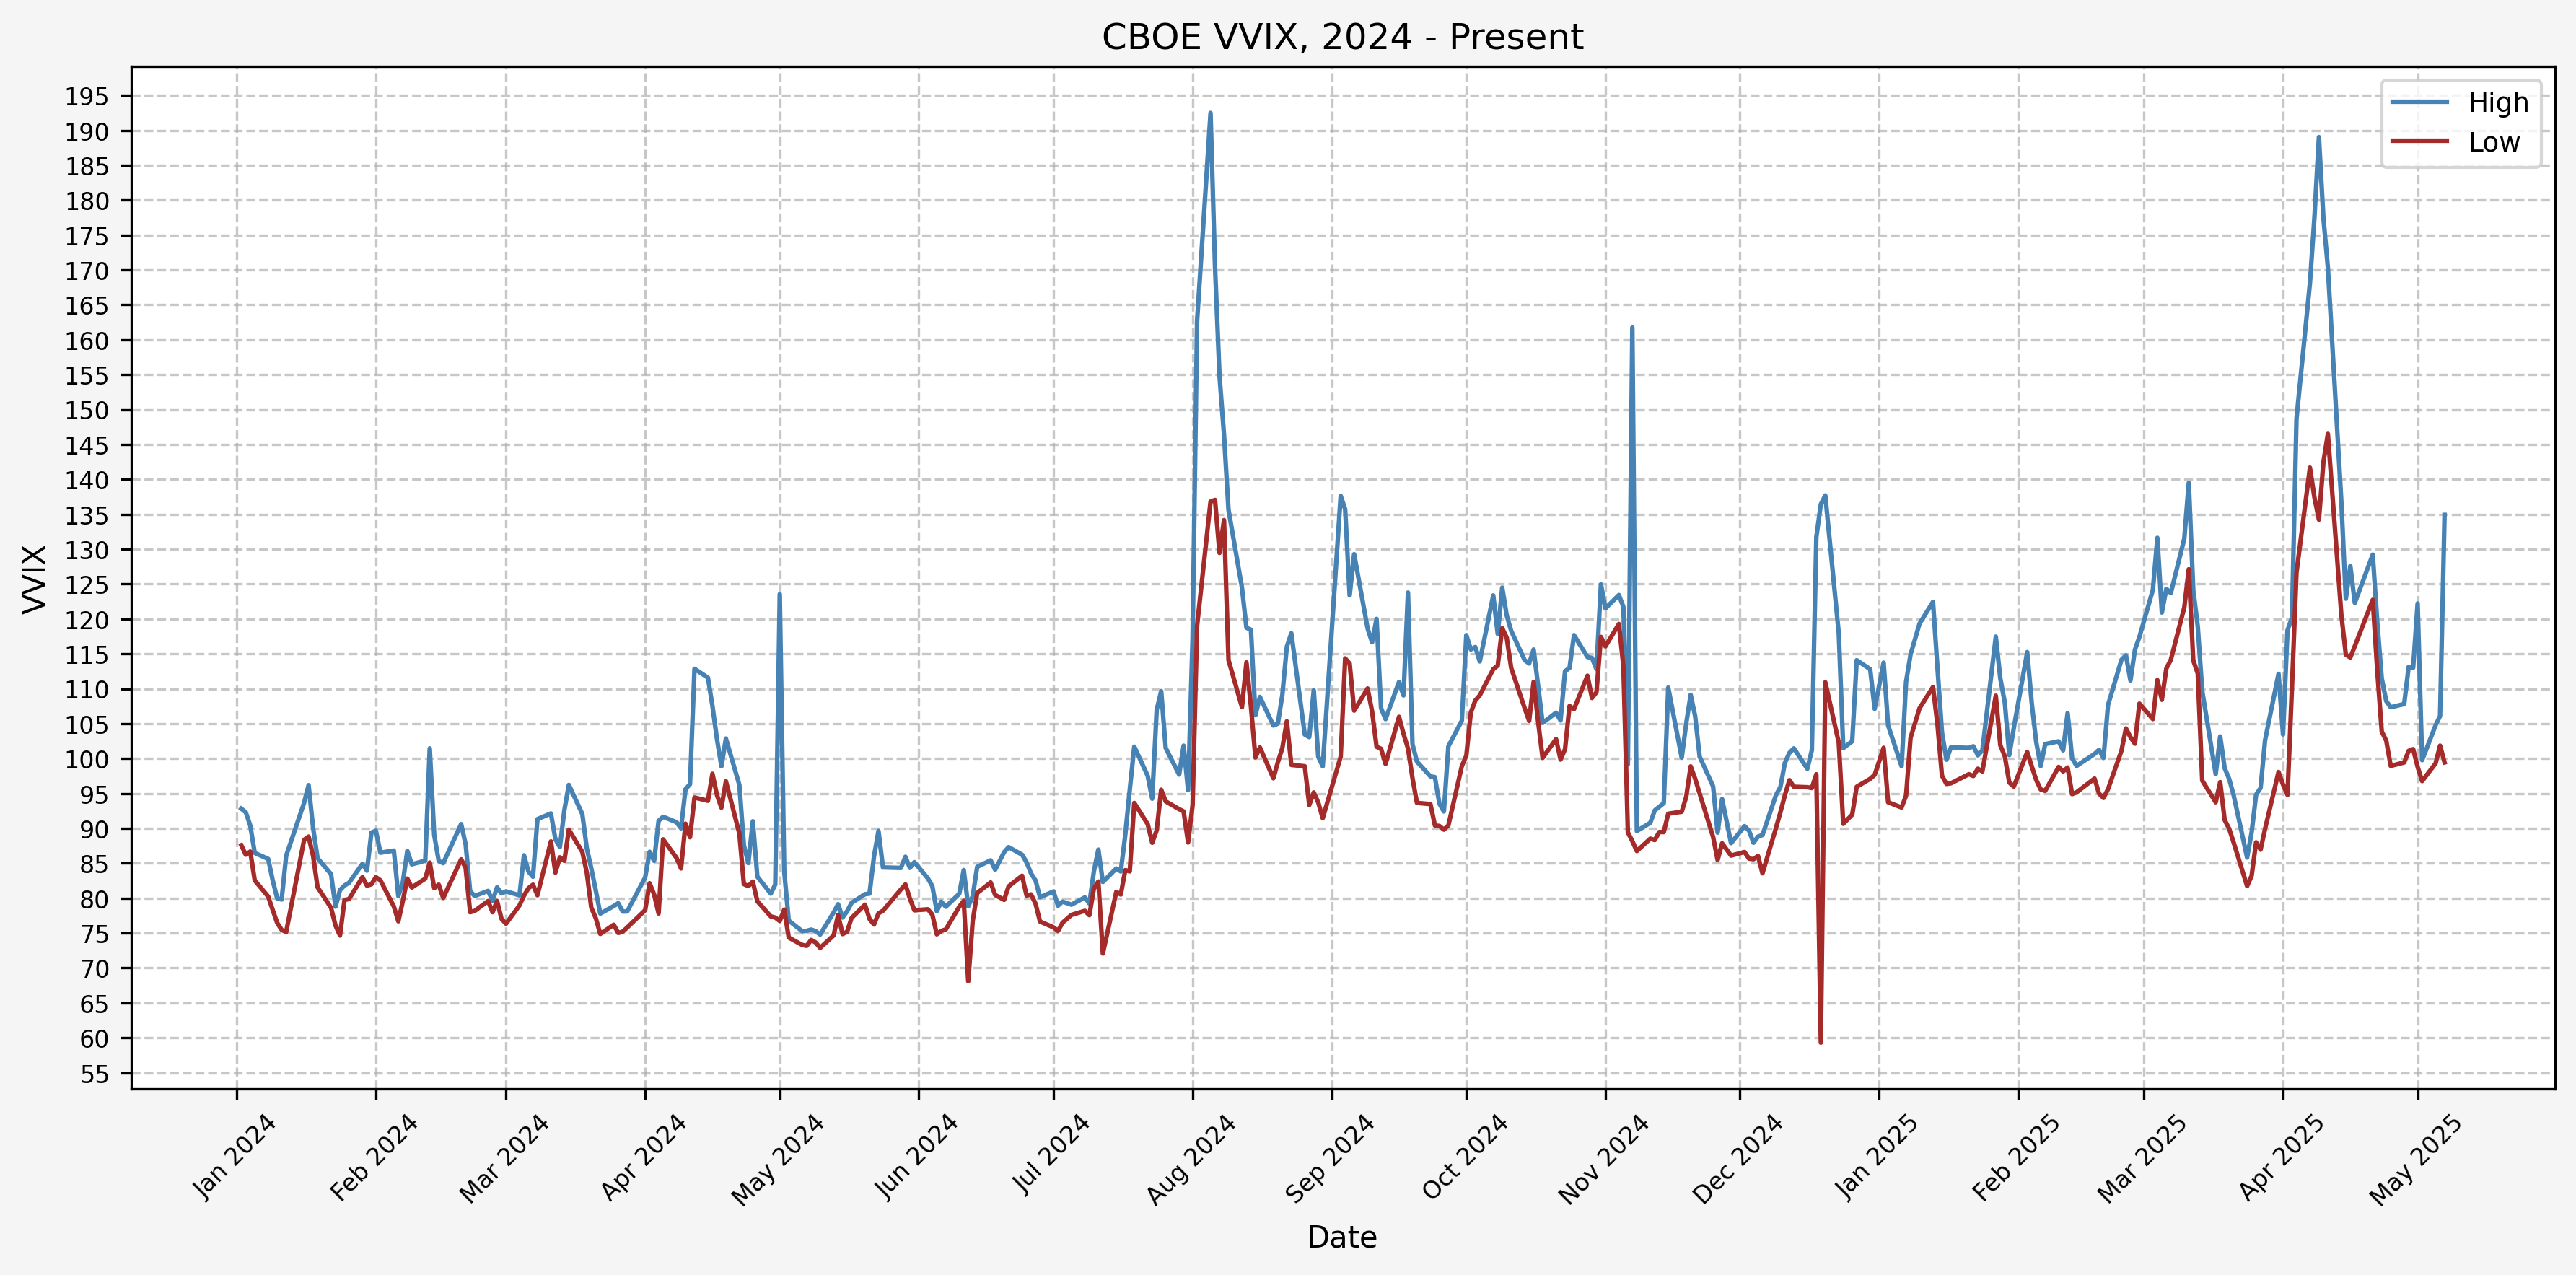 CBOE VVIX, 2024 - Present
High
Low
VVIX
195
190
185
180
175
170
165
160
155
150
145
140
135
130
125
120
115
110
105
100
95
90
85
80
75
70
65
60
55
Jan 2024
Feb 2024
Mar 2024
Apr 2024
May 2024
Jun 2024
Jul 2024
Aug 2024
Sep 2024
Oct 2024
Nov 2024
Dec 2024
Jan 2025
Feb 2025
Mar 2025
Apr 2025
May 2025
Date